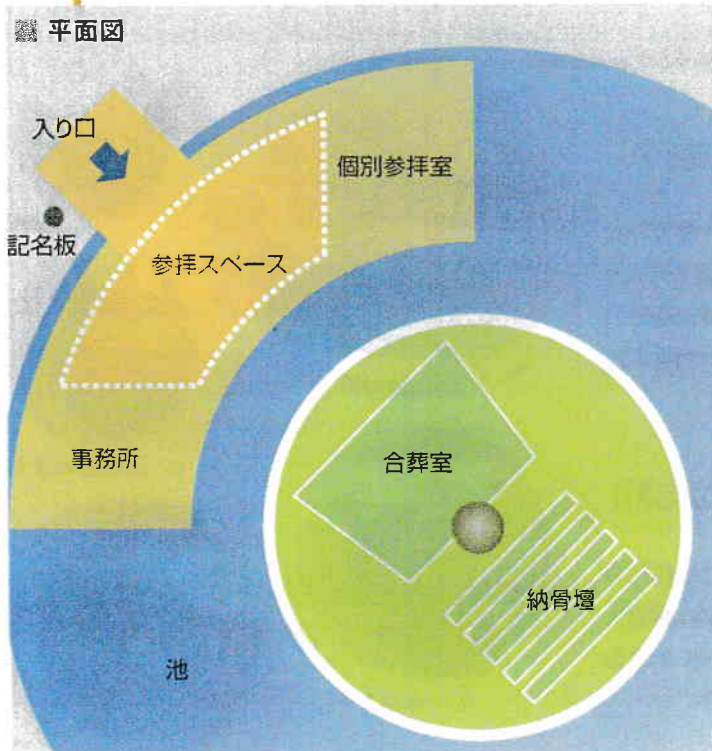 平面図
入り口
個別参拝室
記名板
参拝スペース
事務所
合葬室
納骨壇
池